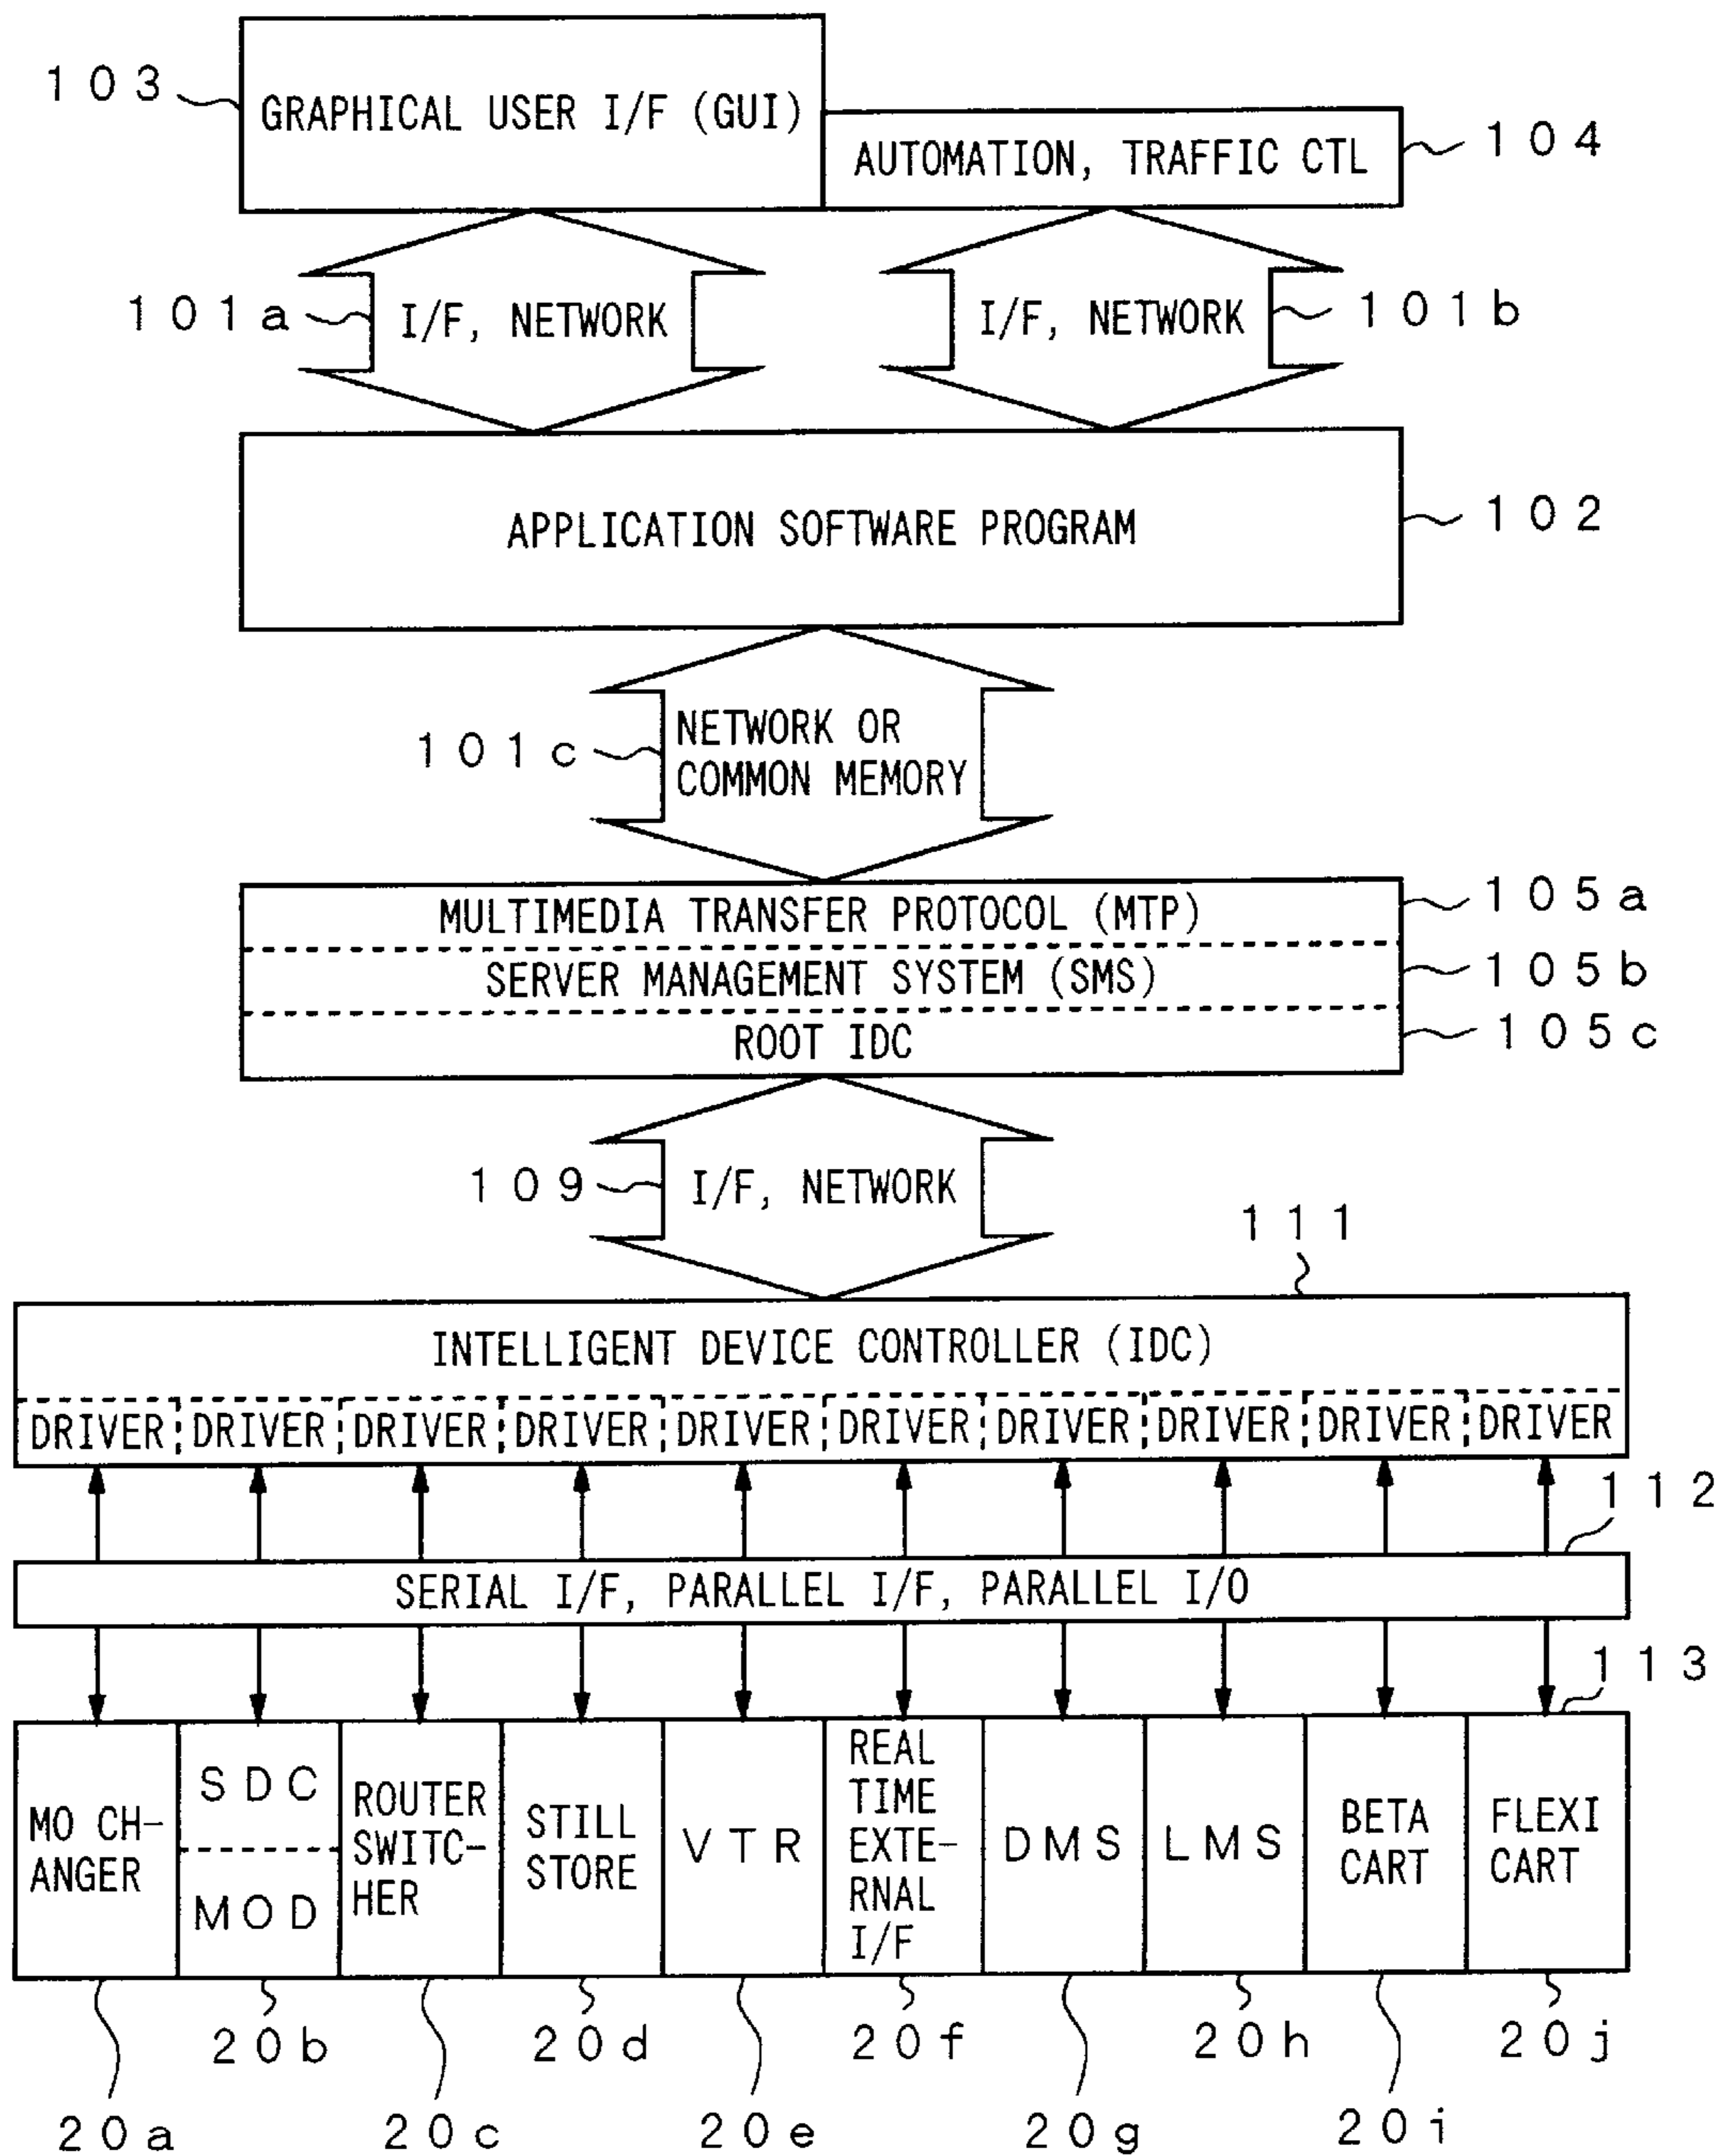 103
GRAPHICAL USER I/F (GUI)
AUTOMATION, TRAFFIC CTL
104
101a
I/F, NETWORK
I/F, NETWORK
101b
APPLICATION SOFTWARE PROGRAM
102
101c
NETWORK OR
COMMON MEMORY
MULTIMEDIA TRANSFER PROTOCOL (MTP)
105a
SERVER MANAGEMENT SYSTEM (SMS)
105b
ROOT IDC
105c
109
I/F, NETWORK
111
INTELLIGENT DEVICE CONTROLLER (IDC)
DRIVER DRIVER DRIVER DRIVER DRIVER DRIVER DRIVER DRIVER DRIVER DRIVER
112
SERIAL I/F, PARALLEL I/F, PARALLEL I/O
113
MO CH-
ANGER
SDC
MOD
ROUTER
SWITC-
HER
STILL
STORE
VTR
REAL
TIME
EXTE-
RNAL
I/F
DMS
LMS
BETA
CART
FLEXI
CART
20a
20b
20c
20d
20e
20f
20g
20h
20i
20j